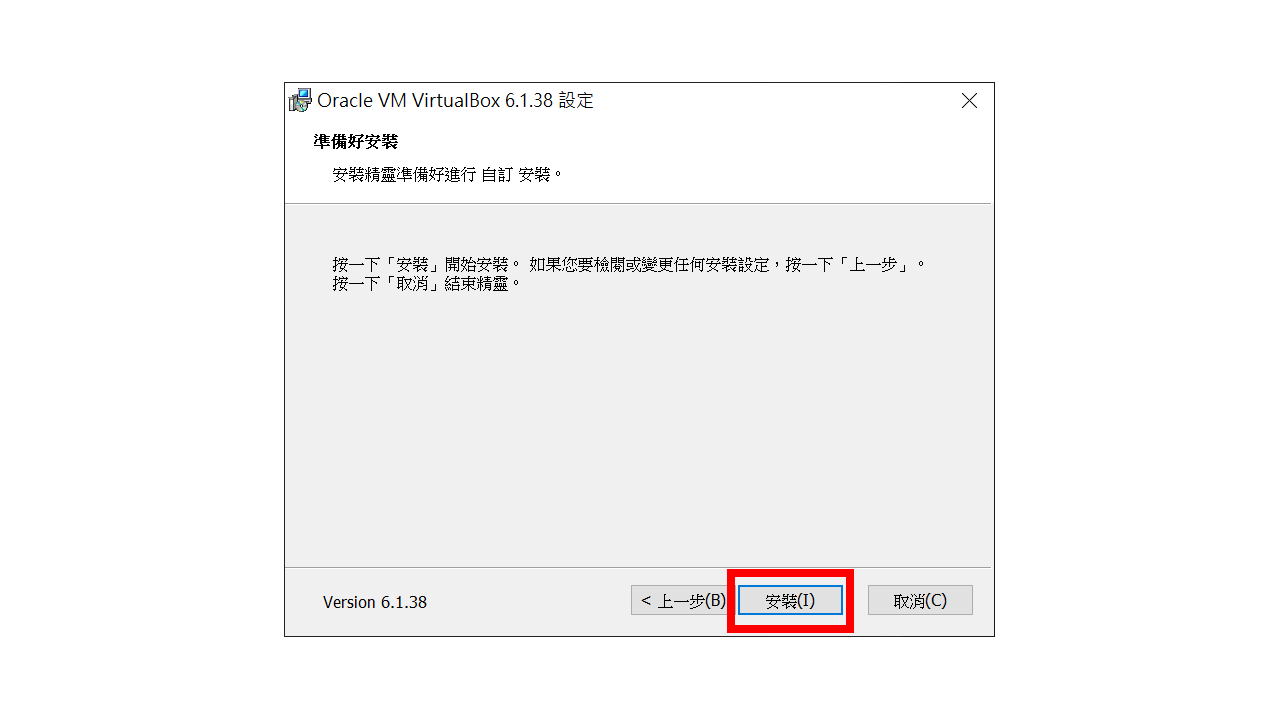 Oracle VM VirtualBox 6.1.38 設定
準備好安裝
安裝精靈準備好進行 自訂 安裝。
按一下「安裝」開始安裝。 如果您要檢閱或變更任何安裝設定，按一下「上一步」。
按一下「取消」結束精靈。
Version 6.1.38
< 上一步(B)
安裝(I)
取消(C)